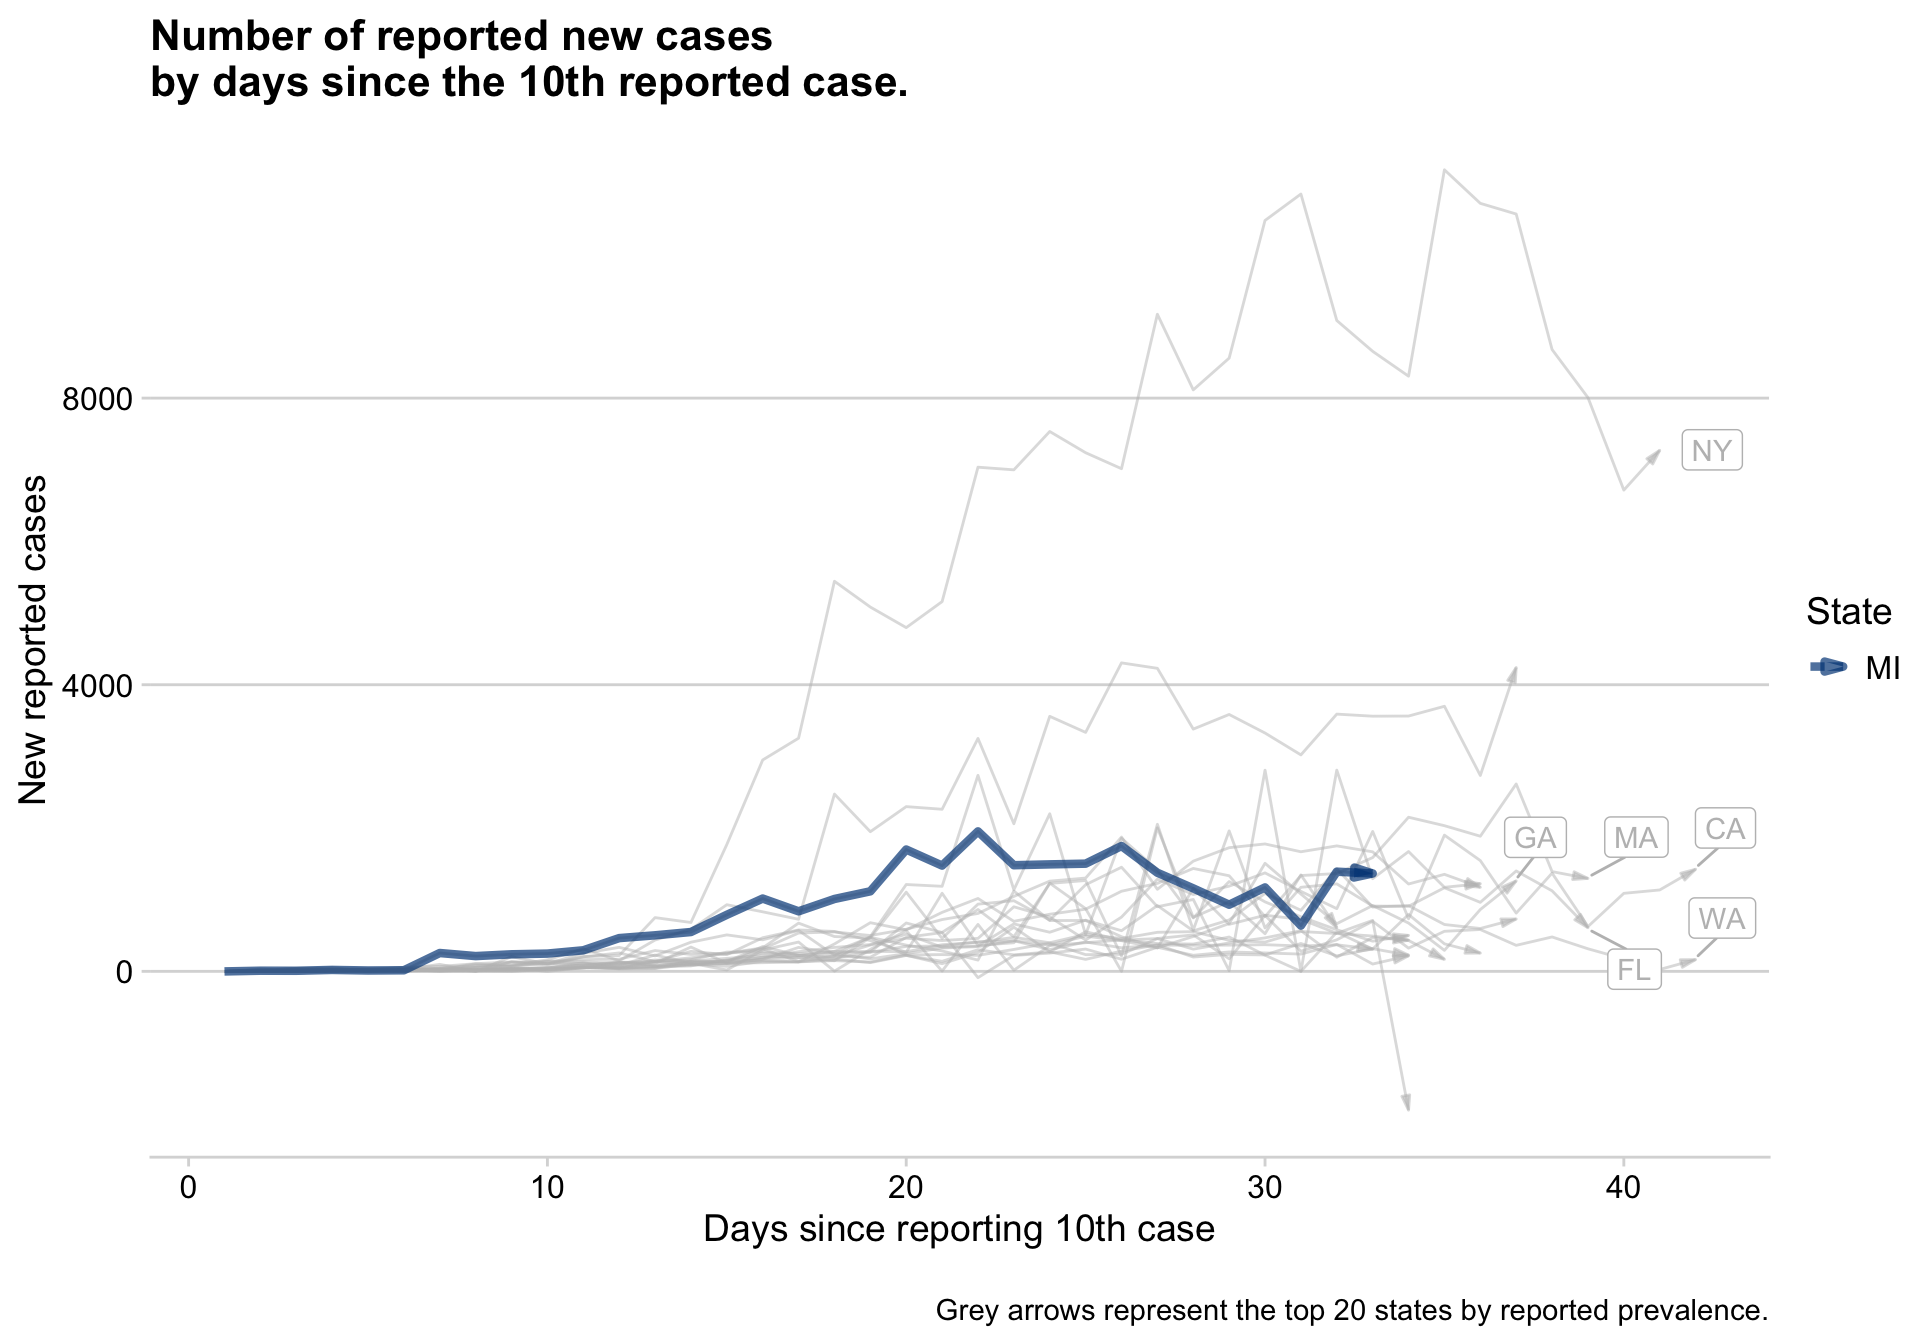 Number of reported new cases
by days since the 10th reported case.
New reported cases
8000
4000
0
NY
GA
MA
CA
WA
FL
State
MI
0
10
20
30
40
Days since reporting 10th case
Grey arrows represent the top 20 states by reported prevalence.